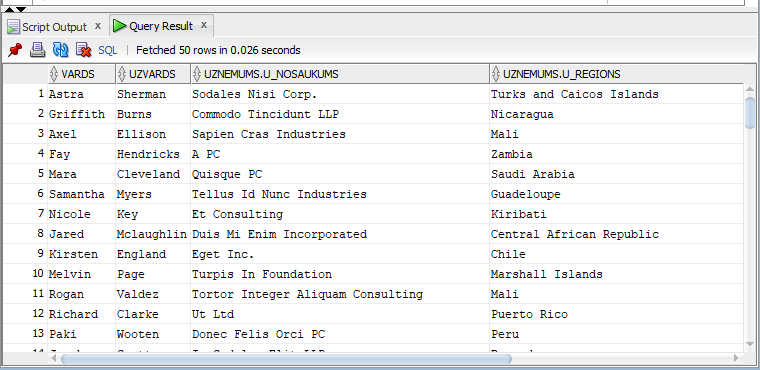 Script Output x Query Result x
SQL | Fetched 50 rows in 0.026 seconds
VARDS UZVARDS UZNEMUMS.U_NOSAUKUMS UZNEMUMS.U_REGIONS
1 Astra Sherman Sodales Nisi Corp. Turks and Caicos Islands
2 Griffith Burns Commodo Tincidunt LLP Nicaragua
3 Axel Ellison Sapien Cras Industries Mali
4 Fay Hendricks A PC Zambia
5 Mara Cleveland Quisque PC Saudi Arabia
6 Samantha Myers Tellus Id Nunc Industries Guadeloupe
7 Nicole Key Et Consulting Kiribati
8 Jared Mclaughlin Duis Mi Enim Incorporated Central African Republic
9 Kirsten England Eget Inc. Chile
10 Melvin Page Turpis In Foundation Marshall Islands
11 Rogan Valdez Tortor Integer Aliquam Consulting Mali
12 Richard Clarke Ut Ltd Puerto Rico
13 Paki Wooten Donec Felis Orci PC Peru